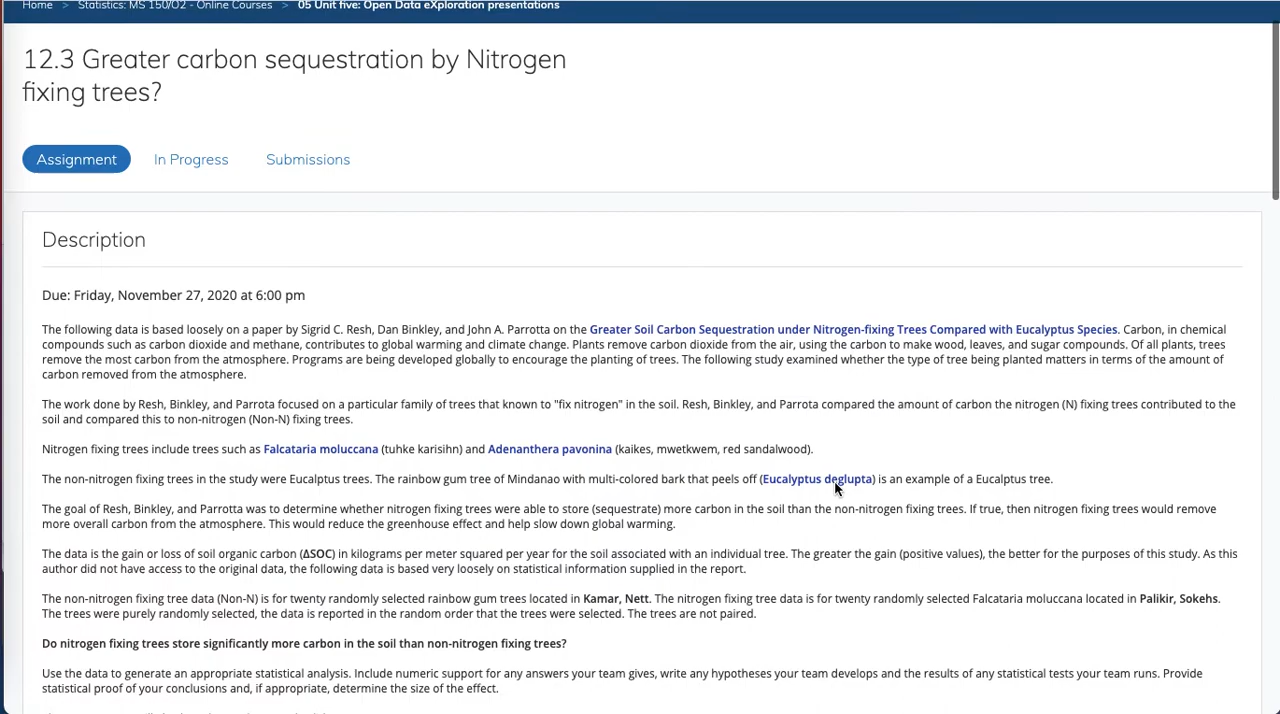 Home > Statistics: MS 150/O2 - Online Courses > 05 Unit five: Open Data eXploration presentations
12.3 Greater carbon sequestration by Nitrogen
fixing trees?
Assignment In Progress Submissions
Description
Due: Friday, November 27, 2020 at 6:00 pm
The following data is based loosely on a paper by Sigrid C. Resh, Dan Binkley, and John A. Parrotta on the Greater Soil Carbon Sequestration under Nitrogen-fixing Trees Compared with Eucalyptus Species. Carbon, in chemical
compounds such as carbon dioxide and methane, contributes to global warming and climate change. Plants remove carbon dioxide from the air, using the carbon to make wood, leaves, and sugar compounds. Of all plants, trees
remove the most carbon from the atmosphere. Programs are being developed globally to encourage the planting of trees. The following study examined whether the type of tree being planted matters in terms of the amount of
carbon removed from the atmosphere.
The work done by Resh, Binkley, and Parrota focused on a particular family of trees that known to "fix nitrogen" in the soil. Resh, Binkley, and Parrota compared the amount of carbon the nitrogen (N) fixing trees contributed to the
soil and compared this to non-nitrogen (Non-N) fixing trees.
Nitrogen fixing trees include trees such as Falcataria moluccana (tuhke karisihn) and Adenanthera pavonina (kaikes, mwetkwem, red sandalwood).
The non-nitrogen fixing trees in the study were Eucalptus trees. The rainbow gum tree of Mindanao with multi-colored bark that peels off (Eucalyptus deglupta) is an example of a Eucalptus tree.
The goal of Resh, Binkley, and Parrota was to determine whether nitrogen fixing trees were able to store (sequestrate) more carbon in the soil than the non-nitrogen fixing trees. If true, then nitrogen fixing trees would remove
more overall carbon from the atmosphere. This would reduce the greenhouse effect and help slow down global warming.
The data is the gain or loss of soil organic carbon (ΔSOC) in kilograms per meter squared per year for the soil associated with an individual tree. The greater the gain (positive values), the better for the purposes of this study. As this
author did not have access to the original data, the following data is based very loosely on statistical information supplied in the report.
The non-nitrogen fixing tree data (Non-N) is for twenty randomly selected rainbow gum trees located in Kamar, Nett. The nitrogen fixing tree data is for twenty randomly selected Falcataria moluccana located in Palikir, Sokehs.
The trees were purely randomly selected, the data is reported in the random order that the trees were selected. The trees are not paired.
Do nitrogen fixing trees store significantly more carbon in the soil than non-nitrogen fixing trees?
Use the data to generate an appropriate statistical analysis. Include numeric support for any answers your team gives, write any hypotheses your team develops and the results of any statistical tests your team runs. Provide
statistical proof of your conclusions and, if appropriate, determine the size of the effect.